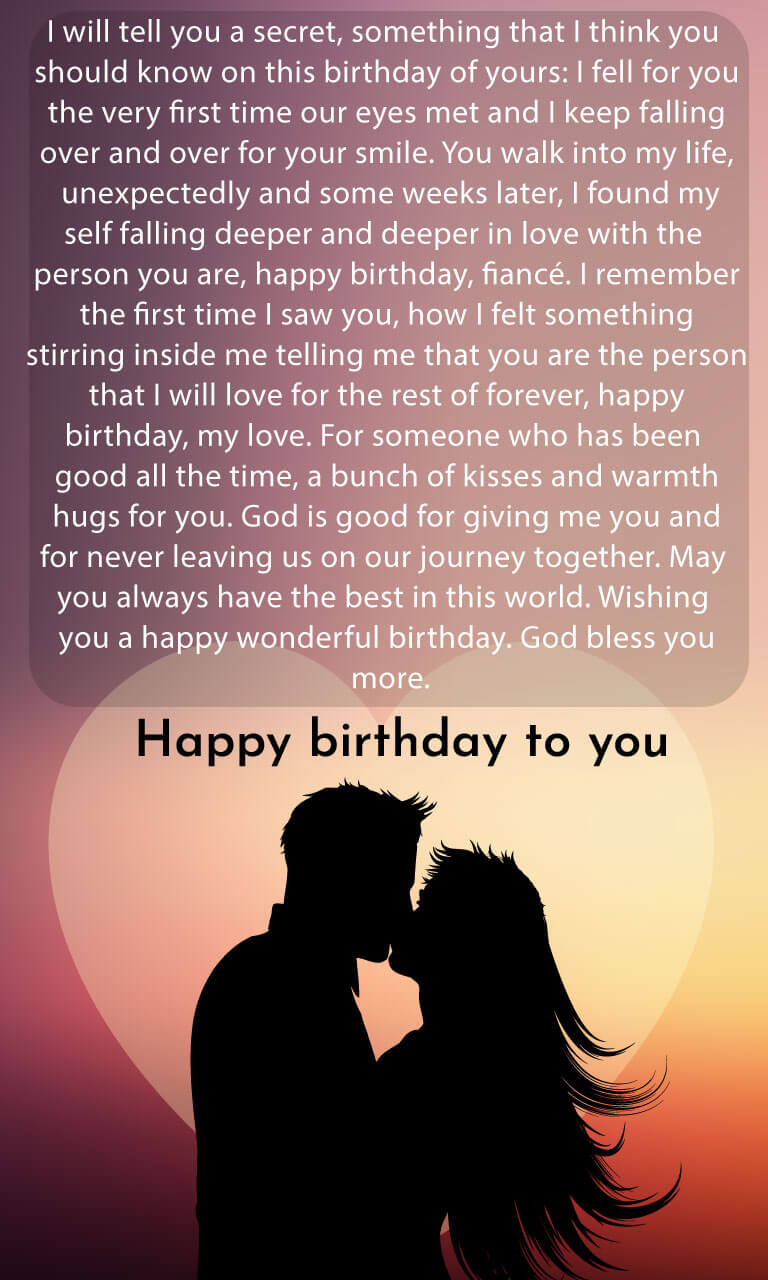 I will tell you a secret, something that I think you
should know on this birthday of yours: I fell for you
the very first time our eyes met and I keep falling
over and over for your smile. You walk into my life,
unexpectedly and some weeks later, I found my
self falling deeper and deeper in love with the
person you are, happy birthday, fiancé. I remember
the first time I saw you, how I felt something
stirring inside me telling me that you are the person
that I will love for the rest of forever, happy
birthday, my love. For someone who has been
good all the time, a bunch of kisses and warmth
hugs for you. God is good for giving me you and
for never leaving us on our journey together. May
you always have the best in this world. Wishing
you a happy wonderful birthday. God bless you
more.
Happy birthday to you